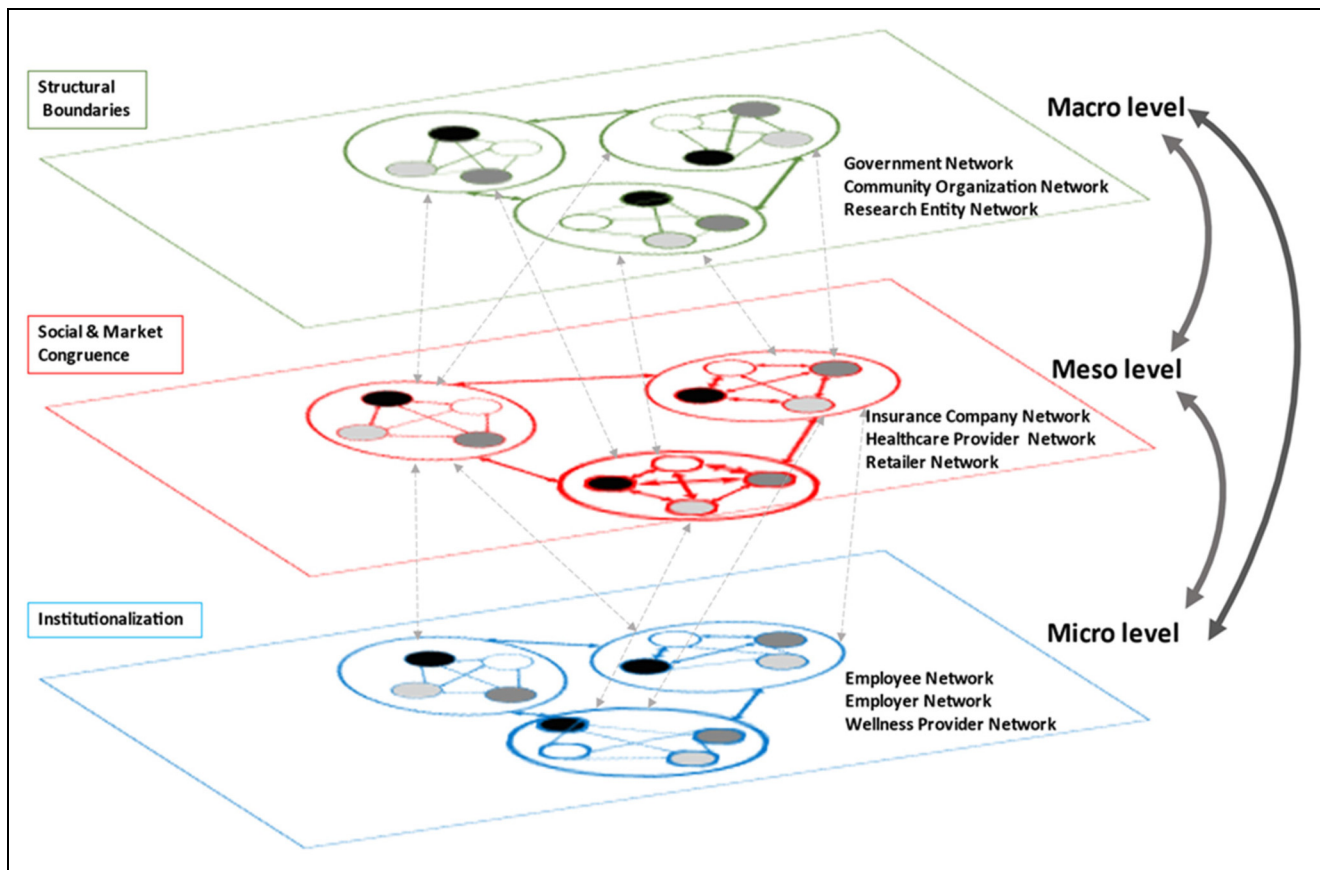 Structural
Boundaries
Macro level
Government Network
Community Organization Network
Research Entity Network
Social & Market
Congruence
Meso level
Insurance Company Network
Healthcare Provider Network
Retailer Network
Institutionalization
Micro level
Employee Network
Employer Network
Wellness Provider Network